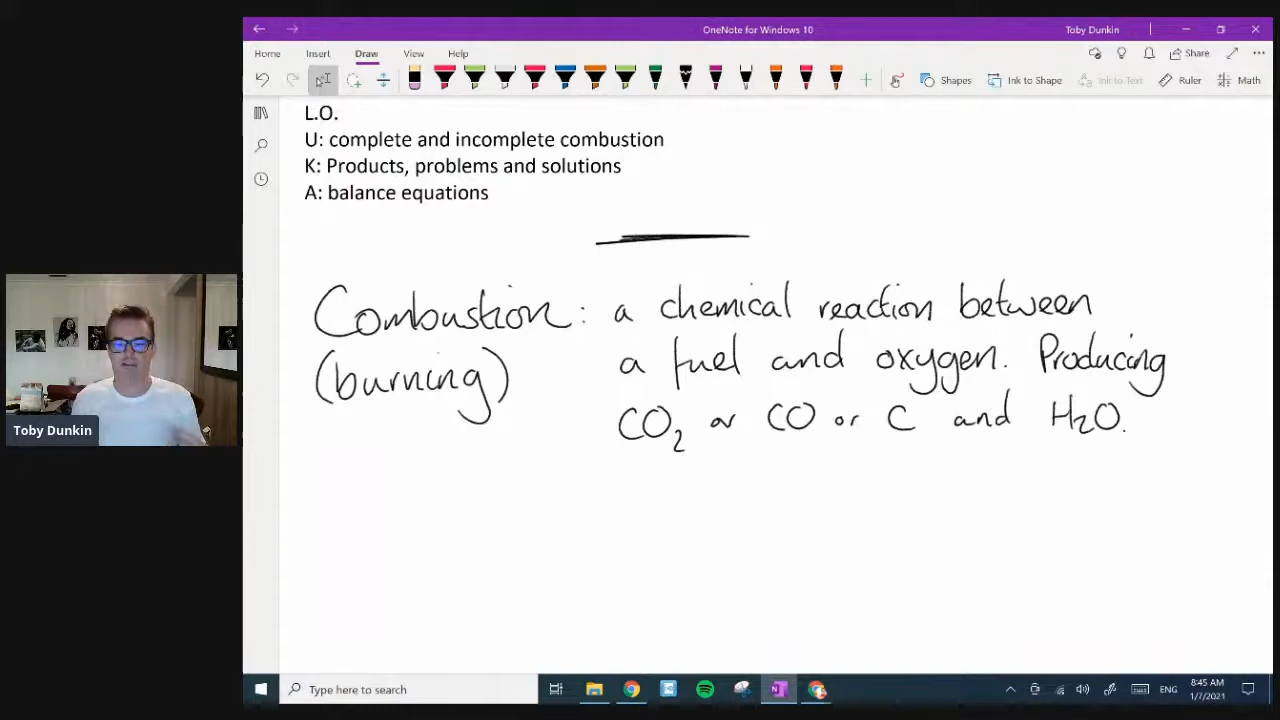 OneNote for Windows 10
Toby Dunkin
Home Insert Draw View Help
Share
Shapes Ink to Shape Ink to Text Ruler Math
L.O.
U: complete and incomplete combustion
K: Products, problems and solutions
A: balance equations
Combustion: a chemical reaction between
(burning) a fuel and oxygen. Producing
CO₂ or CO or C and H₂O.
Toby Dunkin
Type here to search
ENG
8:45 AM
1/7/2021